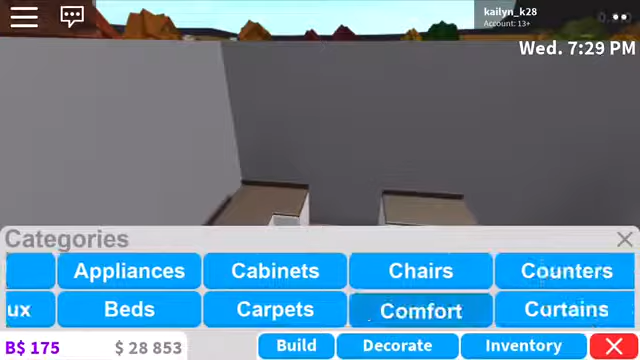 kailyn_k28
Account: 13+
Wed. 7:29 PM
Categories
Appliances Cabinets Chairs Counters
ux Beds Carpets Comfort Curtains
B$ 175 $ 28 853 Build Decorate Inventory